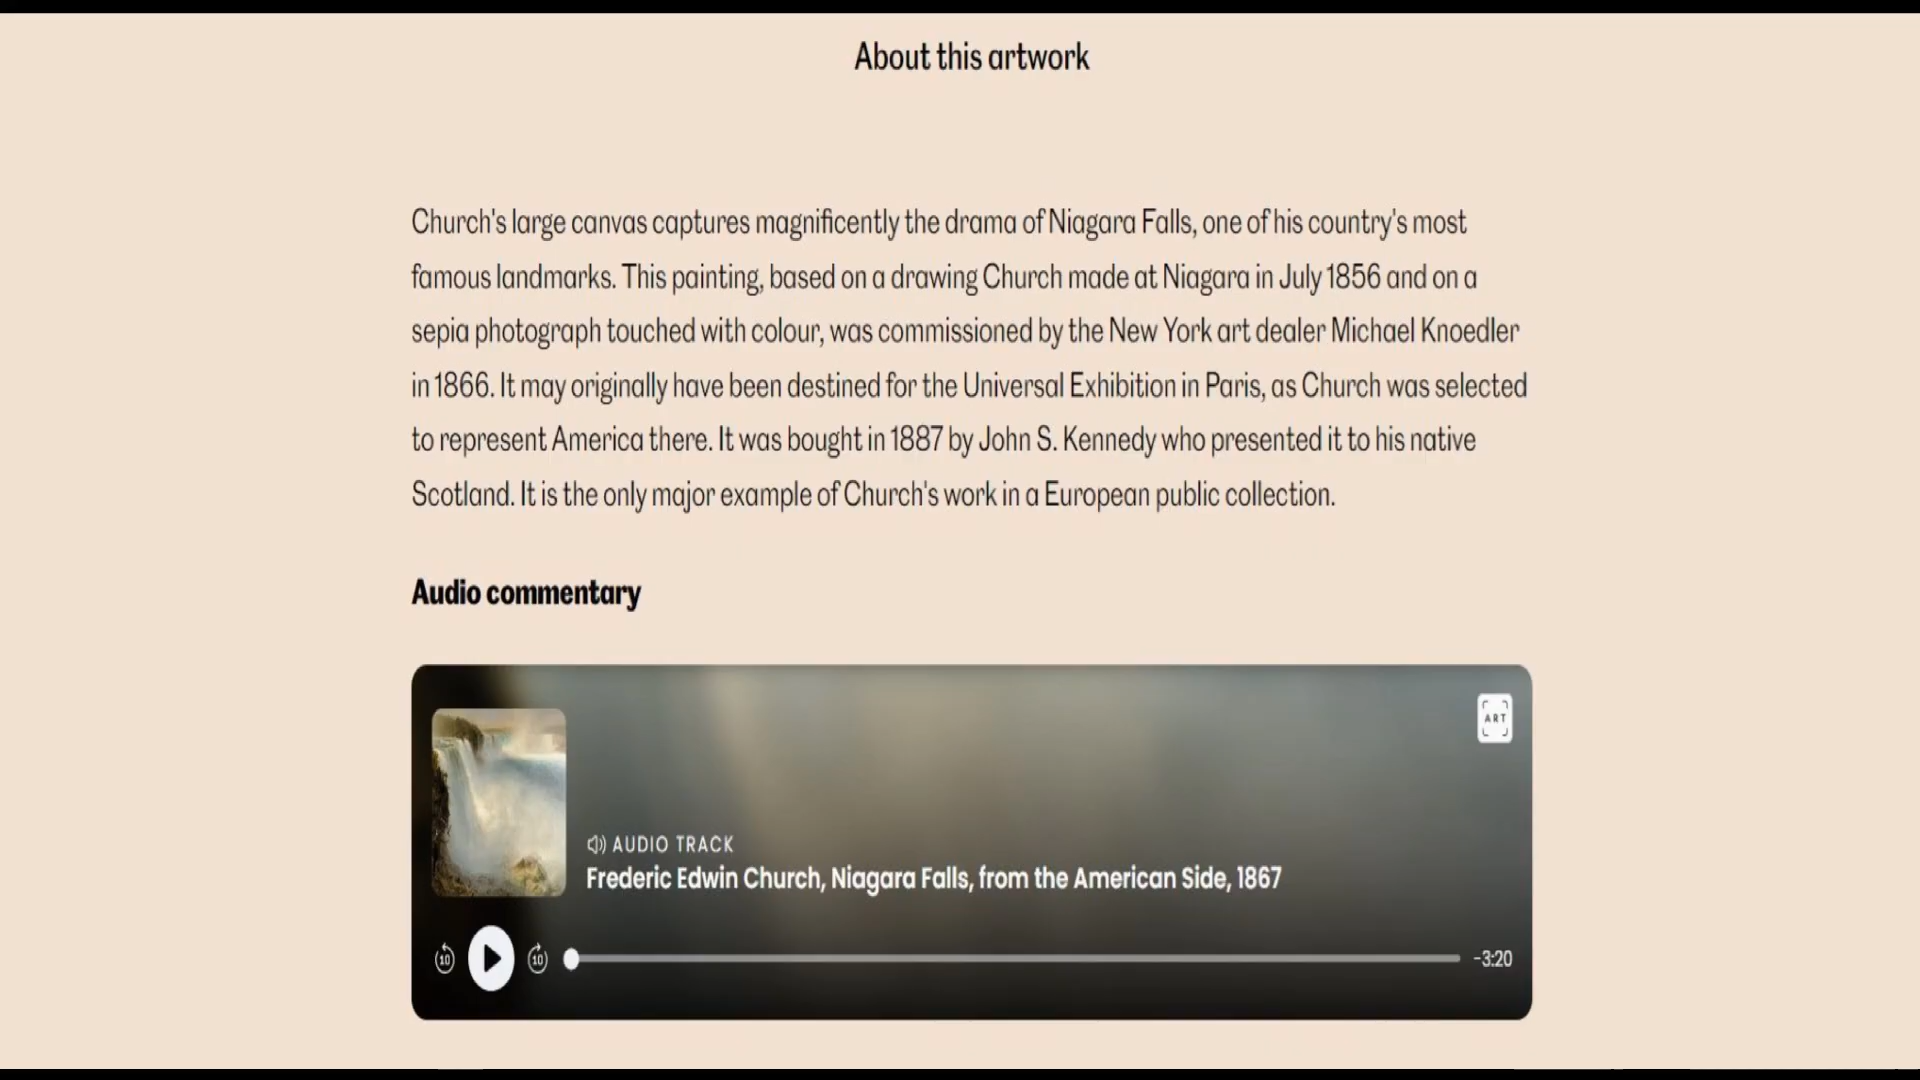 About this artwork
Church's large canvas captures magnificently the drama of Niagara Falls, one of his country's most
famous landmarks. This painting, based on a drawing Church made at Niagara in July 1856 and on a
sepia photograph touched with colour, was commissioned by the New York art dealer Michael Knoedler
in 1866. It may originally have been destined for the Universal Exhibition in Paris, as Church was selected
to represent America there. It was bought in 1887 by John S. Kennedy who presented it to his native
Scotland. It is the only major example of Church's work in a European public collection.
Audio commentary
ART
AUDIO TRACK
Frederic Edwin Church, Niagara Falls, from the American Side, 1867
10
10
-3:20